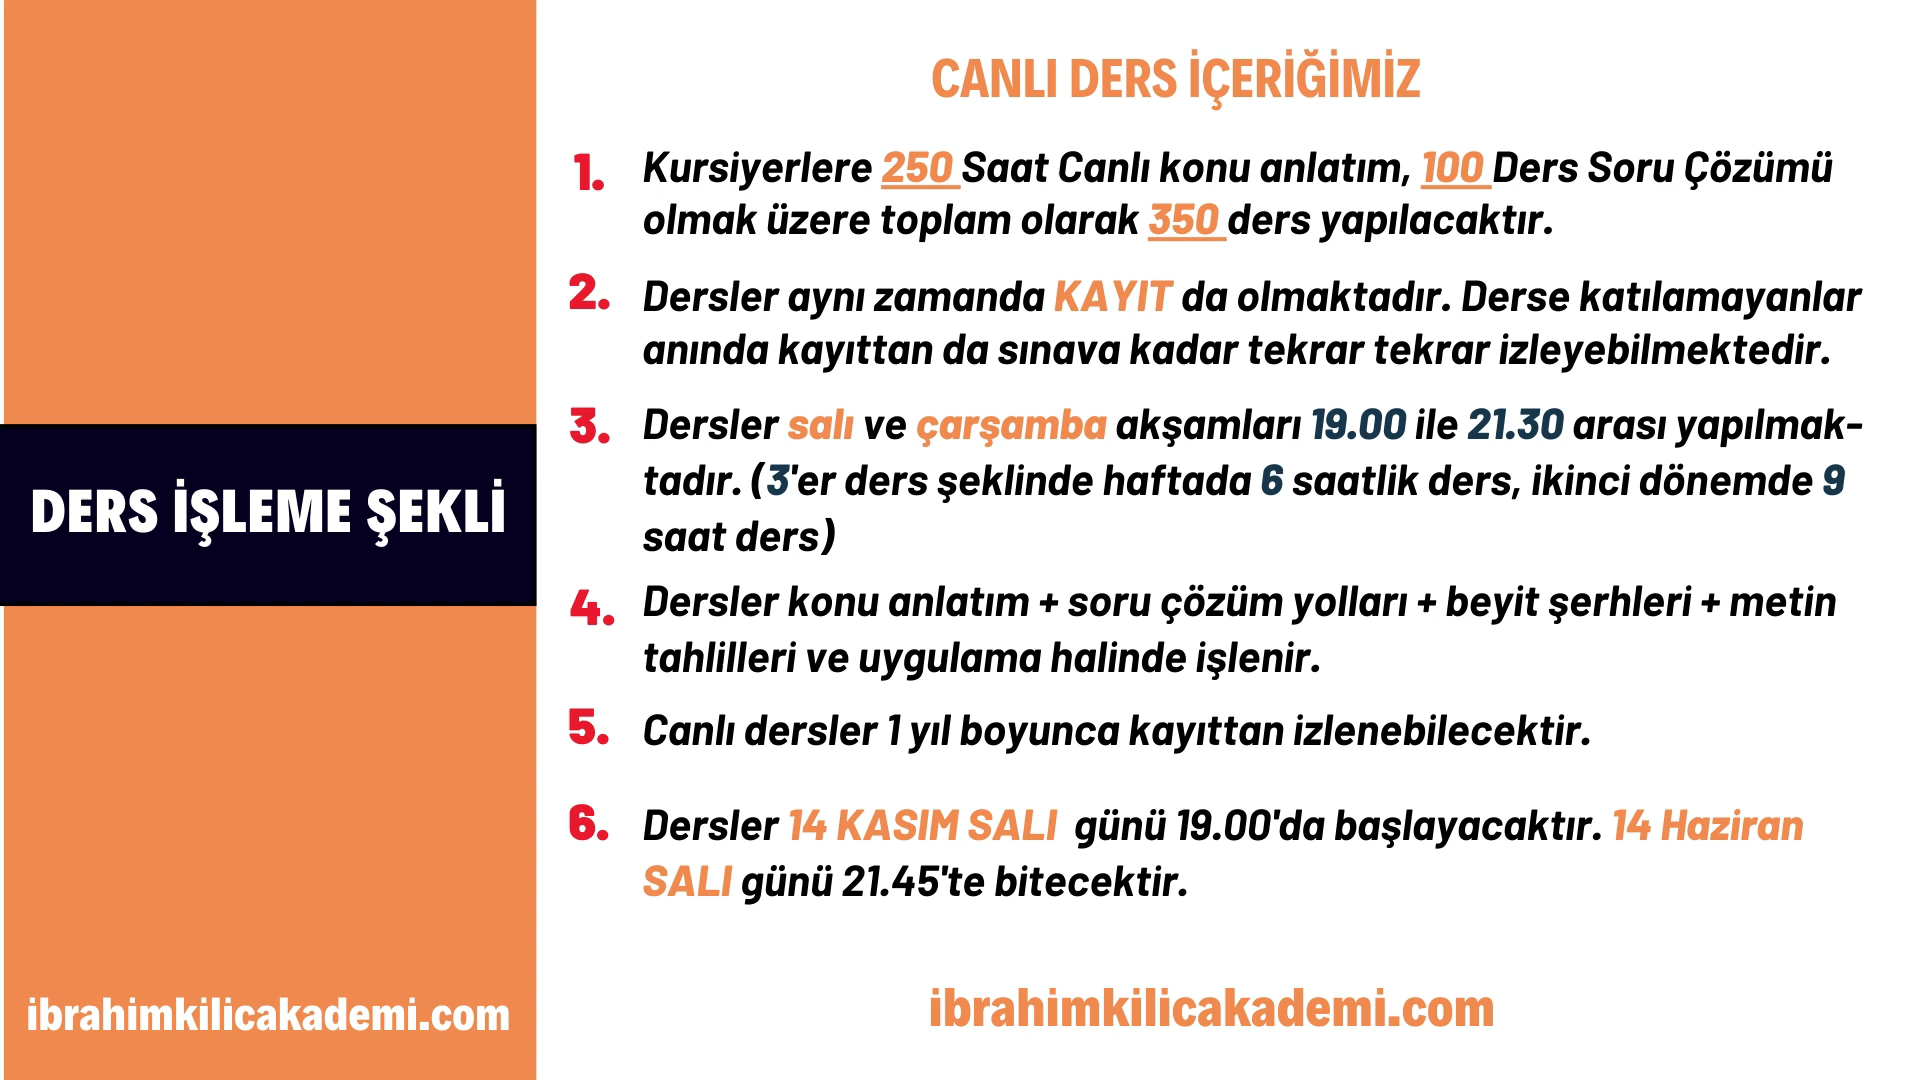 CANLI DERS İÇERİĞİMİZ
1. Kursiyerlere 250 Saat Canlı konu anlatım, 100 Ders Soru Çözümü
olmak üzere toplam olarak 350 ders yapılacaktır.
2. Dersler aynı zamanda KAYIT da olmaktadır. Derse katılamayanlar
anında kayıttan da sınava kadar tekrar tekrar izleyebilmektedir.
3. Dersler salı ve çarşamba akşamları 19.00 ile 21.30 arası yapılmak-
tadır. (3'er ders şeklinde haftada 6 saatlik ders, ikinci dönemde 9
saat ders)
4. Dersler konu anlatım + soru çözüm yolları + beyit şerhleri + metin
tahlilleri ve uygulama halinde işlenir.
5. Canlı dersler 1 yıl boyunca kayıttan izlenebilecektir.
6. Dersler 14 KASIM SALI günü 19.00'da başlayacaktır. 14 Haziran
SALI günü 21.45'te bitecektir.
DERS İŞLEME ŞEKLİ
ibrahimkilicakademi.com
ibrahimkilicakademi.com